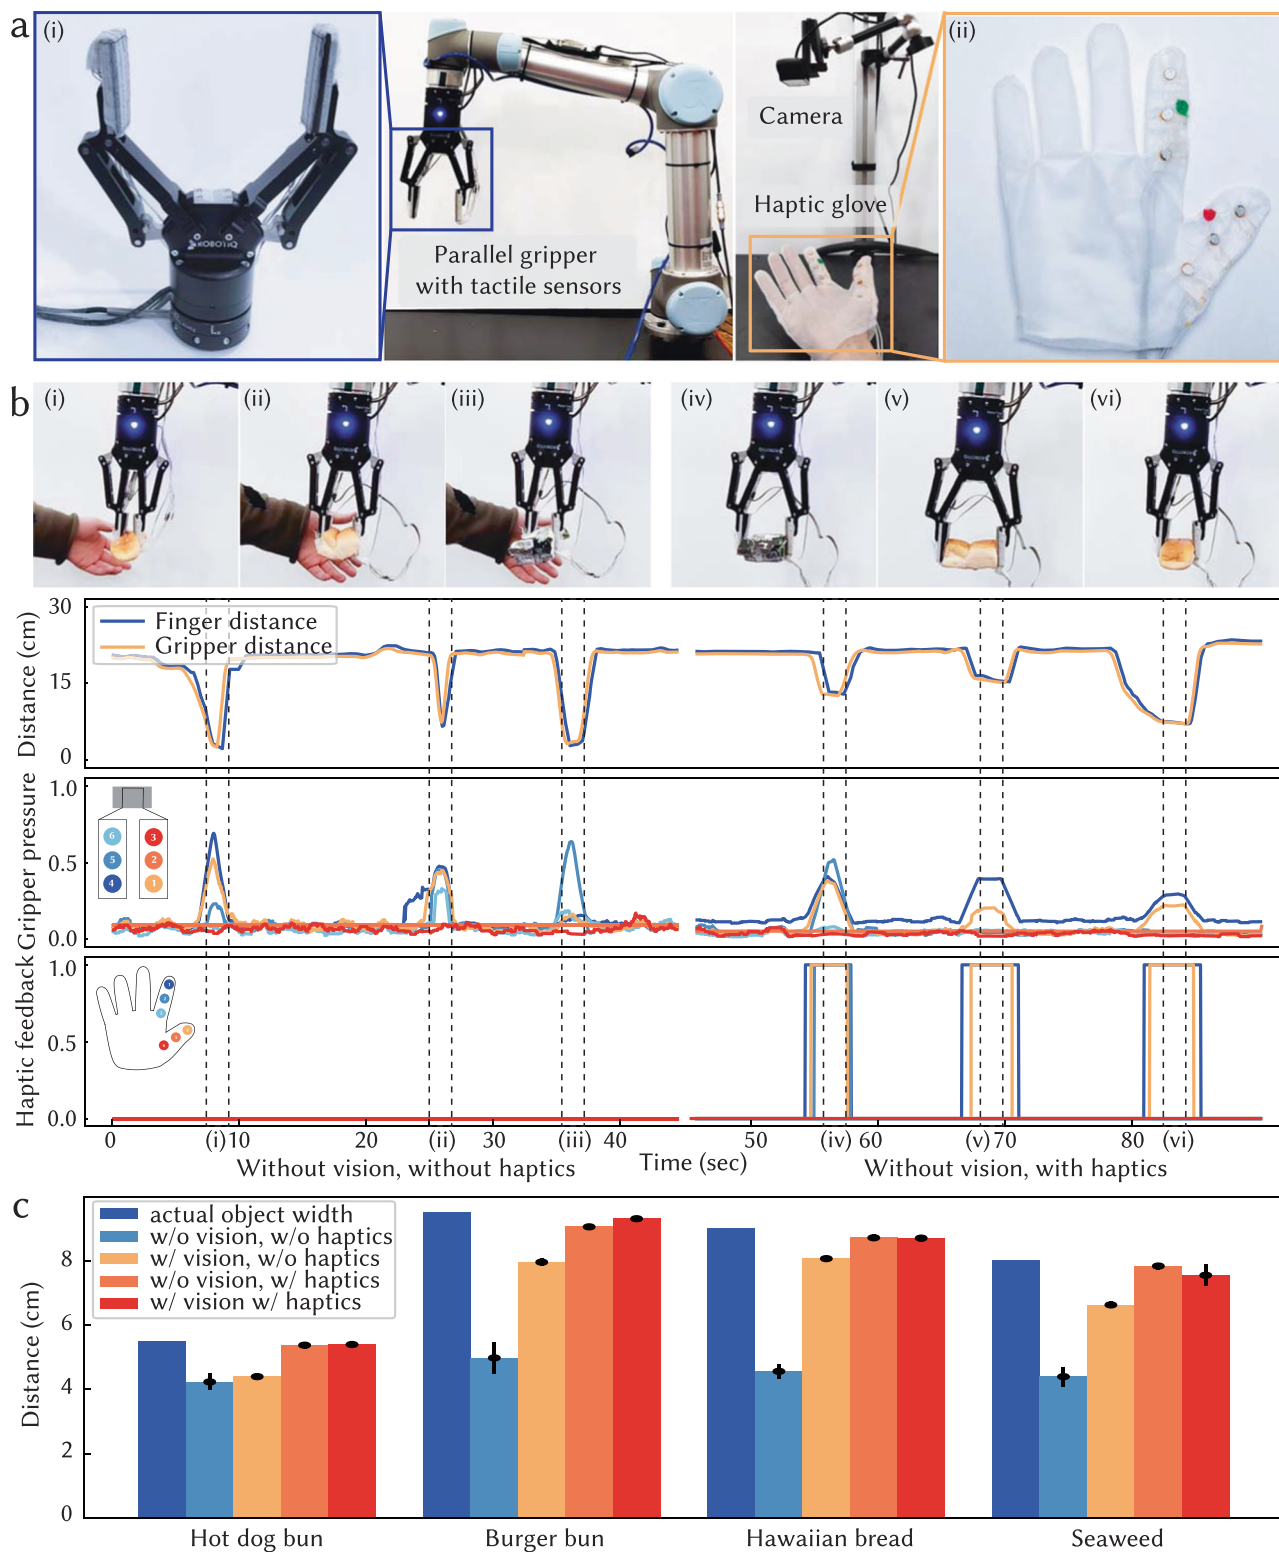 a
(i)
ROBOTIQ
Parallel gripper
with tactile sensors
Camera
Haptic glove
(ii)
b
(i)
(ii)
(iii)
(iv)
(v)
(vi)
Distance (cm)
30
15
0
Finger distance
Gripper distance
Gripper pressure
1.0
0.5
0.0
6
5
4
3
2
1
Haptic feedback
1.0
0.5
0.0
0
(i)
10
20
(ii)
30
(iii)
40
50
(iv)
60
(v)
70
80
(vi)
Without vision, without haptics
Time (sec)
Without vision, with haptics
c
Distance (cm)
8
6
4
2
0
actual object width
w/o vision, w/o haptics
w/ vision, w/o haptics
w/o vision, w/ haptics
w/ vision w/ haptics
Hot dog bun
Burger bun
Hawaiian bread
Seaweed